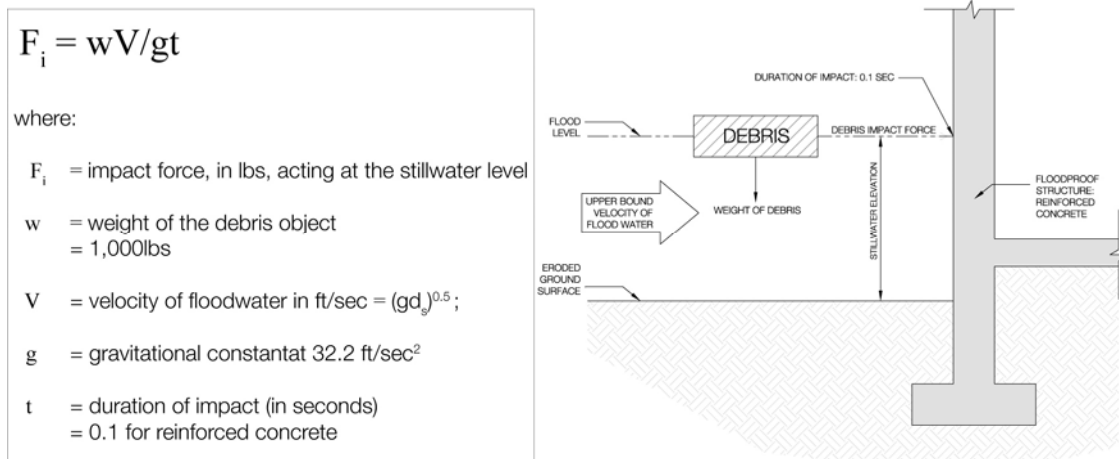 F_i = wV/gt
where:
F_i = impact force, in lbs, acting at the stillwater level
w = weight of the debris object
= 1,000lbs
V = velocity of floodwater in ft/sec = (gd_s)^0.5 ;
g = gravitational constantat 32.2 ft/sec²
t = duration of impact (in seconds)
= 0.1 for reinforced concrete
DURATION OF IMPACT: 0.1 SEC
FLOOD
LEVEL
DEBRIS
DEBRIS IMPACT FORCE
UPPER BOUND
VELOCITY OF
FLOOD WATER
WEIGHT OF DEBRIS
STILLWATER ELEVATION
FLOODPROOF
STRUCTURE:
REINFORCED
CONCRETE
ERODED
GROUND
SURFACE